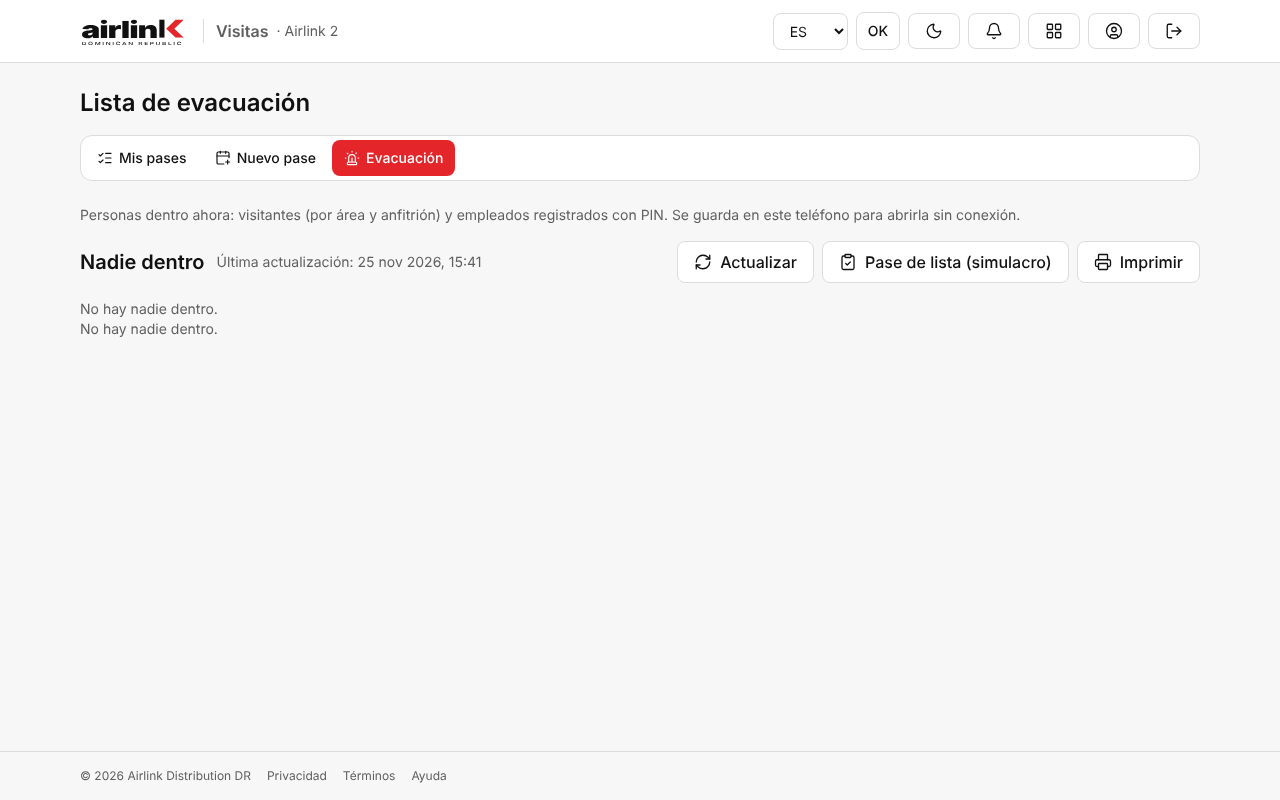 airlink
DOMINICAN REPUBLIC
Visitas · Airlink 2
ES
OK
Lista de evacuación
Mis pases
Nuevo pase
Evacuación
Personas dentro ahora: visitantes (por área y anfitrión) y empleados registrados con PIN. Se guarda en este teléfono para abrirla sin conexión.
Nadie dentro
Última actualización: 25 nov 2026, 15:41
Actualizar
Pase de lista (simulacro)
Imprimir
No hay nadie dentro.
No hay nadie dentro.
© 2026 Airlink Distribution DR
Privacidad
Términos
Ayuda